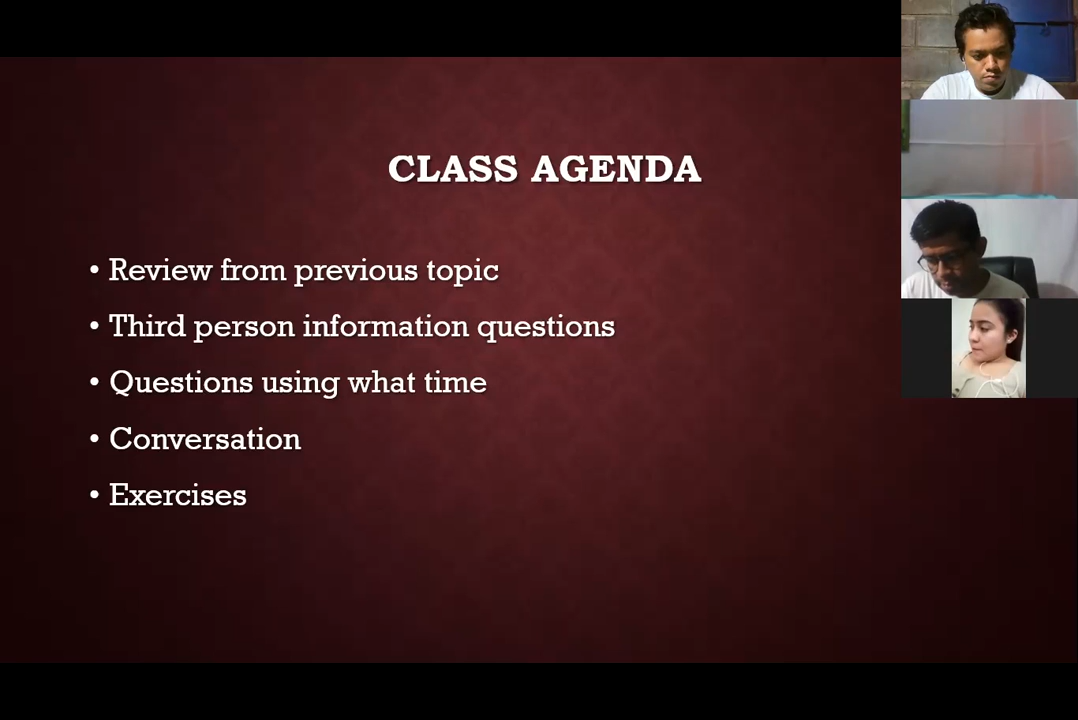 CLASS AGENDA
• Review from previous topic
• Third person information questions
• Questions using what time
• Conversation
• Exercises